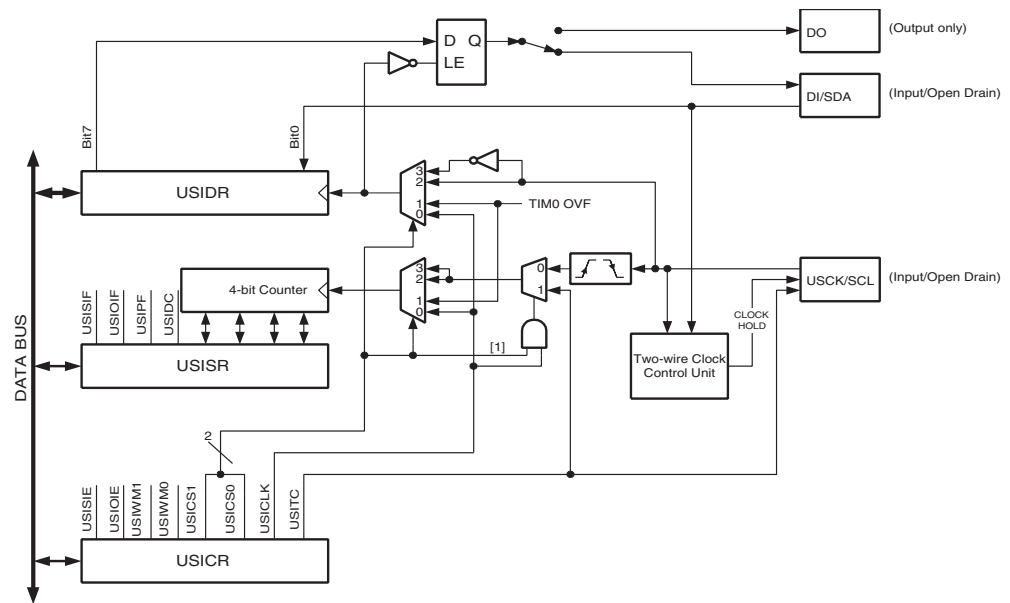 D Q
LE
DO
(Output only)
DI/SDA
(Input/Open Drain)
Bit7
Bit0
USIDR
3
2
1
0
TIM0 OVF
3
2
1
0
0
1
USCK/SCL
(Input/Open Drain)
CLOCK
HOLD
Two-wire Clock
Control Unit
4-bit Counter
USISIF
USIOIF
USIPF
USIDC
[1]
USISR
DATA BUS
2
USISIE
USIOIE
USIWM1
USIWM0
USICS1
USICS0
USICLK
USITC
USICR